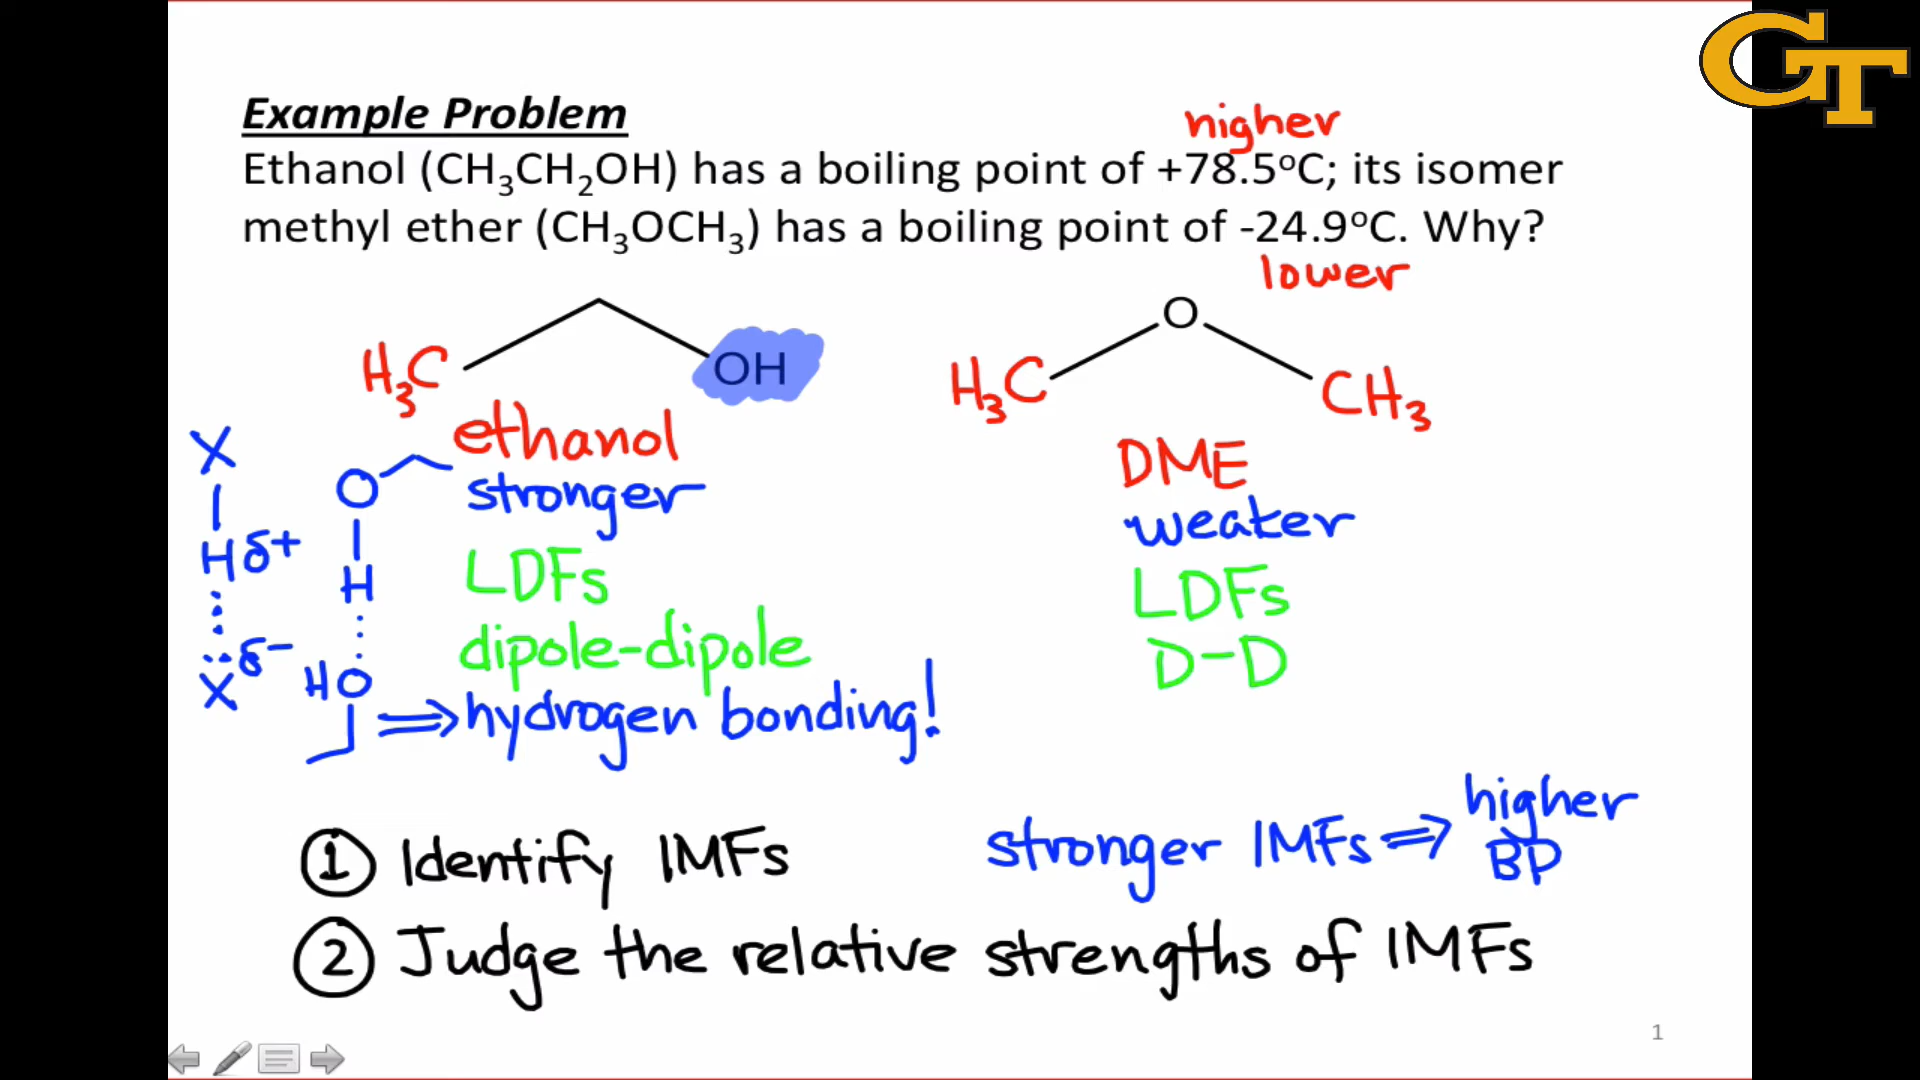 GT
Example Problem
higher
Ethanol (CH₃CH₂OH) has a boiling point of +78.5°C; its isomer
methyl ether (CH₃OCH₃) has a boiling point of -24.9°C. Why?
lower
H₃C OH
H₃C O CH₃
ethanol
DME
stronger
weaker
X
H δ+
X δ-
O
H
HO
LDFs
LDFs
dipole-dipole
D-D
⇒ hydrogen bonding!
① Identify IMFs
stronger IMFs ⇒ higher BP
② Judge the relative strengths of IMFs
1